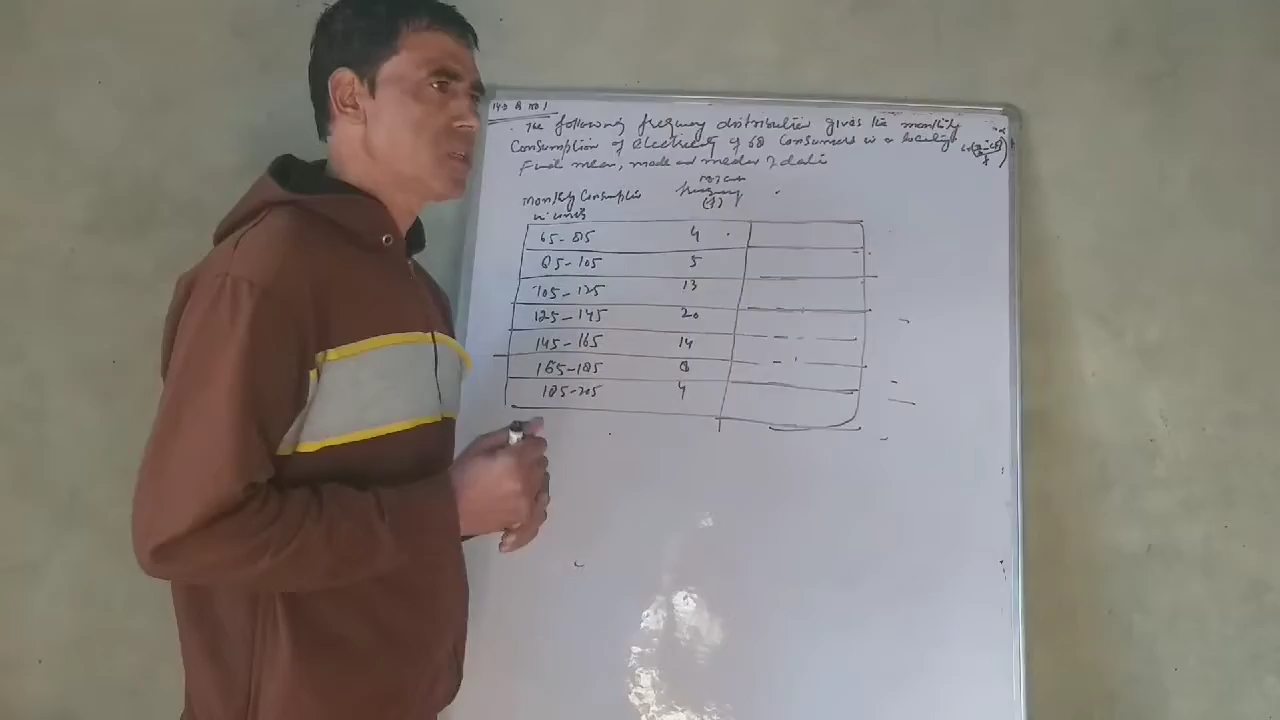 14.3 Q no 1
The following frequency distribution gives the monthly
Consumption of electricity of 68 consumers in a locality
Find mean, mode and median of data
monthly Consumption
in units
frequency
(f)
65-85 4
85-105 5
105-125 13
125-145 20
145-165 14
165-185 8
185-205 4